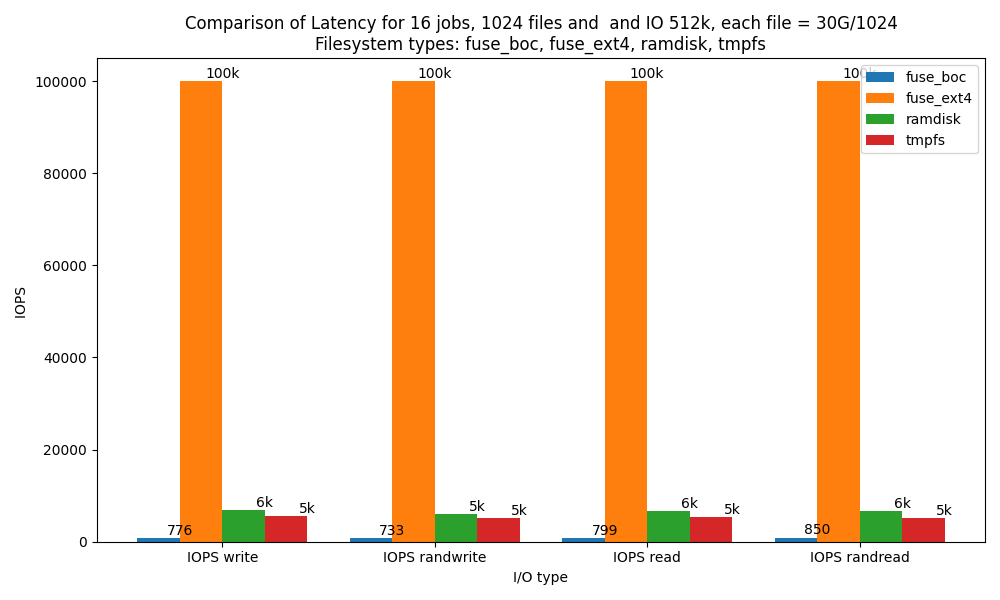 Comparison of Latency for 16 jobs, 1024 files and  and IO 512k, each file = 30G/1024
Filesystem types: fuse_boc, fuse_ext4, ramdisk, tmpfs
fuse_boc
fuse_ext4
ramdisk
tmpfs
IOPS
100000
80000
60000
40000
20000
0
776
100k
6k
5k
733
100k
5k
5k
799
100k
6k
5k
850
100k
6k
5k
IOPS write
IOPS randwrite
IOPS read
IOPS randread
I/O type